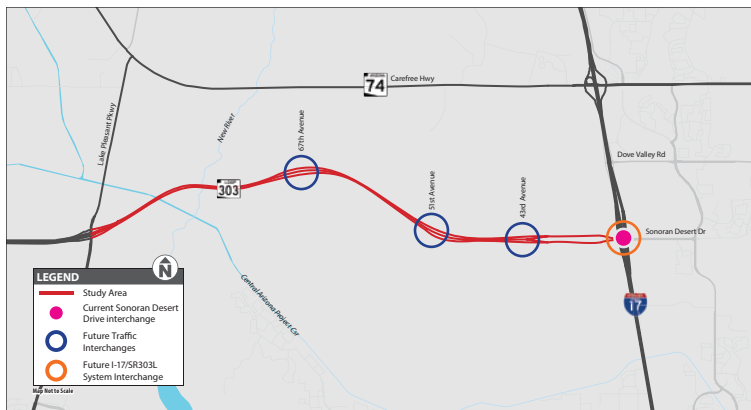 74
Carefree Hwy
Lake Pleasant Pkwy
New River
67th Avenue
303
51st Avenue
43rd Avenue
Dove Valley Rd
Sonoran Desert Dr
Central Arizona Project Csr
17
N
LEGEND
Study Area
Current Sonoran Desert
Drive interchange
Future Traffic
Interchanges
Future I-17/SR303L
System Interchange
Map Not to Scale